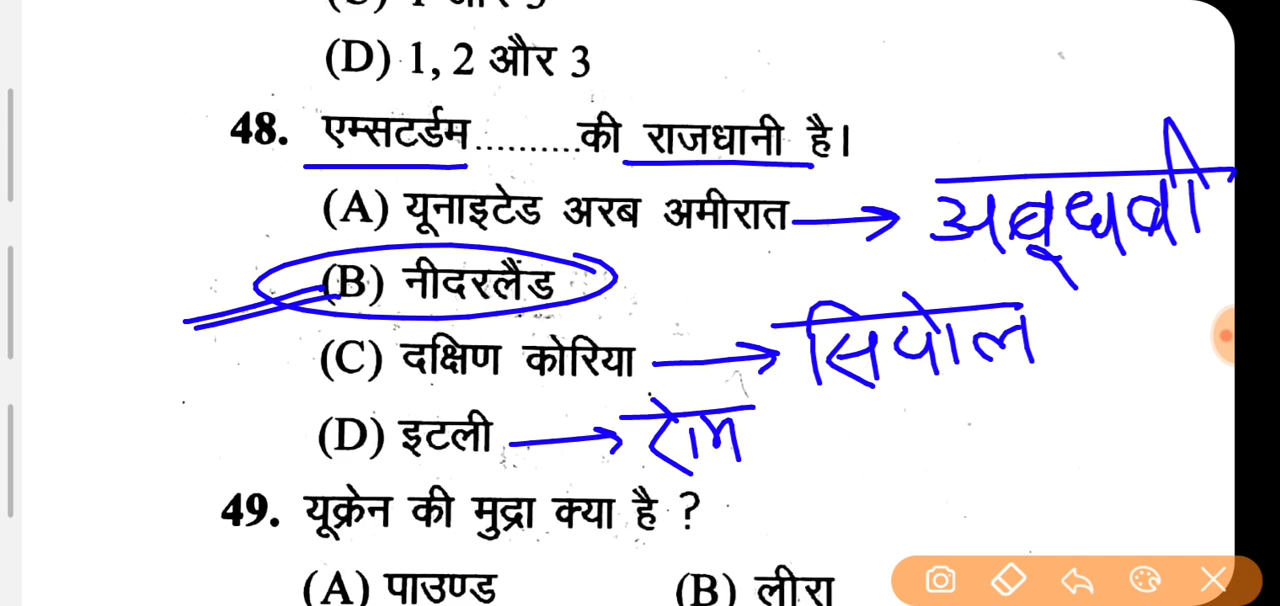 (D) 1, 2 और 3
48. एम्सटर्डम..........की राजधानी है।
(A) यूनाइटेड अरब अमीरात → अबूधबी
(B) नीदरलैंड
(C) दक्षिण कोरिया → सियोल
(D) इटली → रोम
49. यूक्रेन की मुद्रा क्या है ?
(A) पाउण्ड (B) लीरा